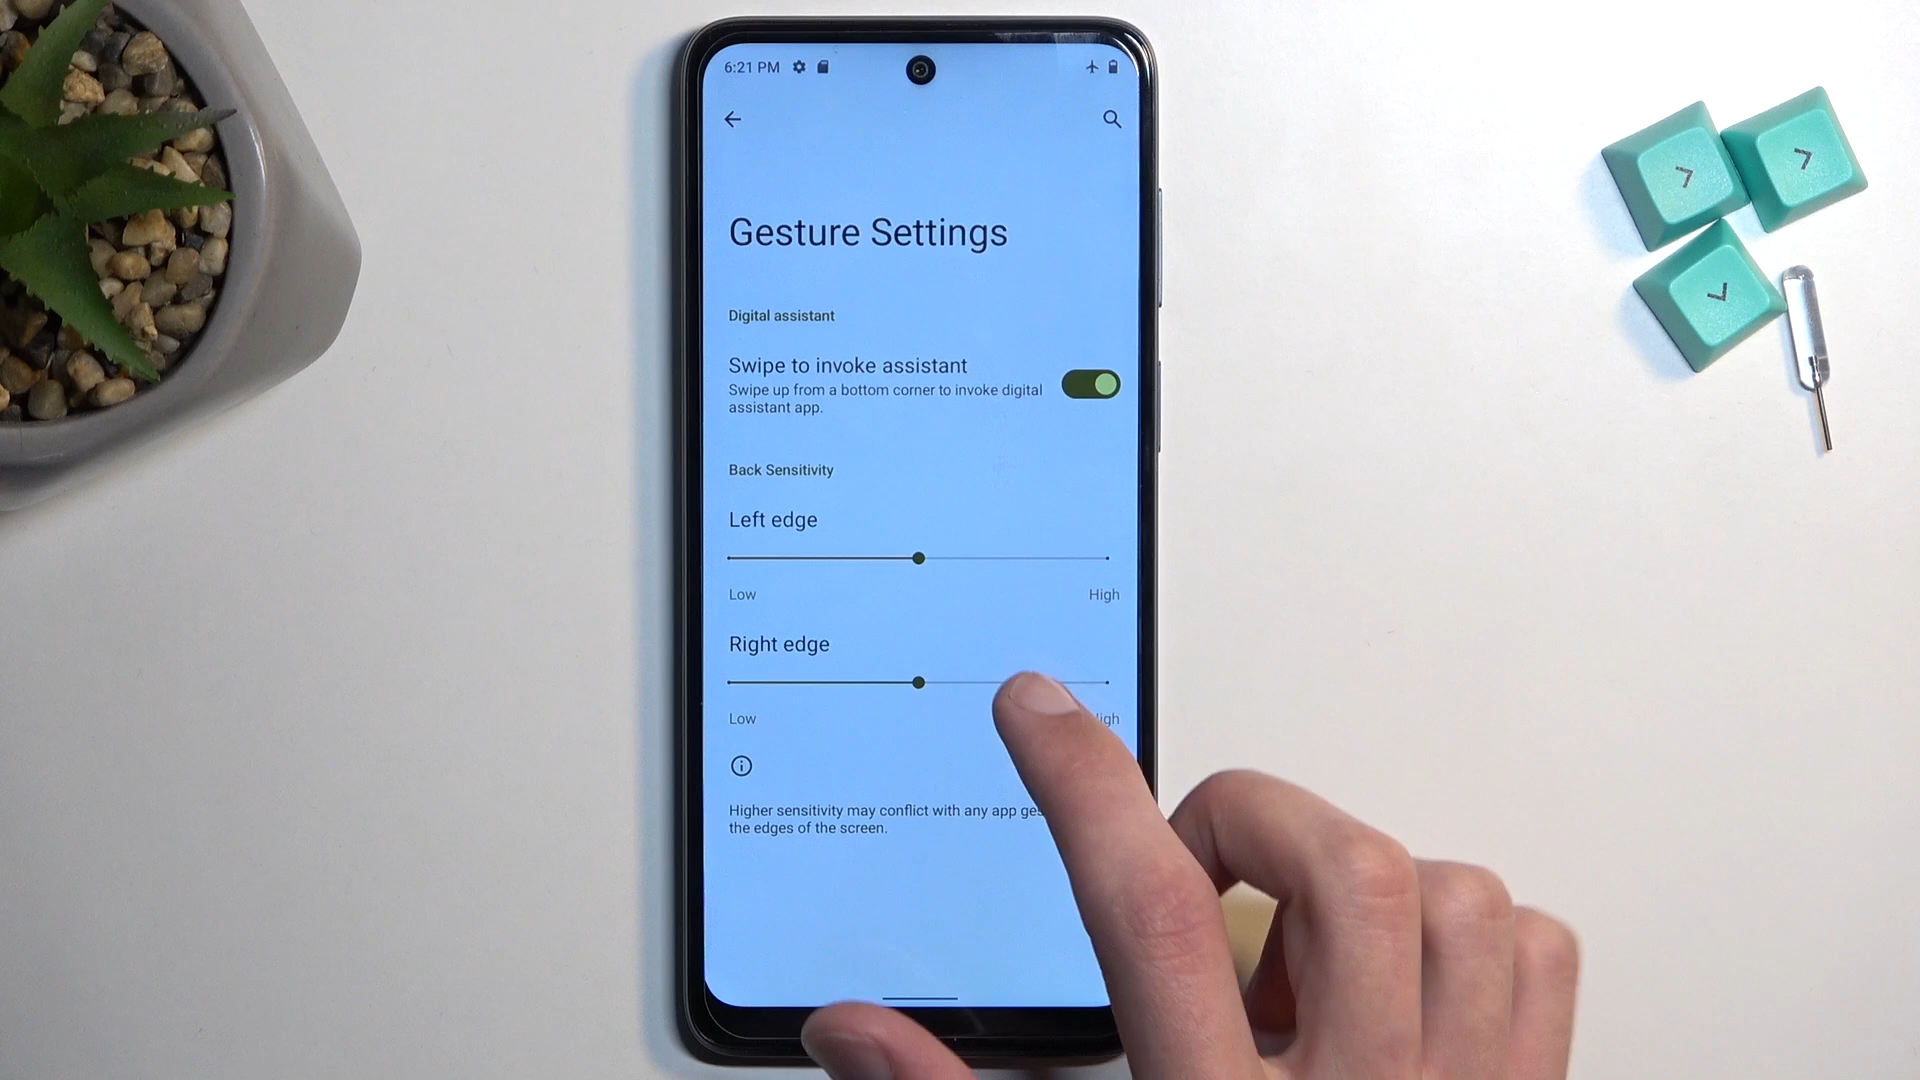 6:21 PM
Gesture Settings
Digital assistant
Swipe to invoke assistant
Swipe up from a bottom corner to invoke digital
assistant app.
Back Sensitivity
Left edge
Low High
Right edge
Low
Higher sensitivity may conflict with any app
the edges of the screen.